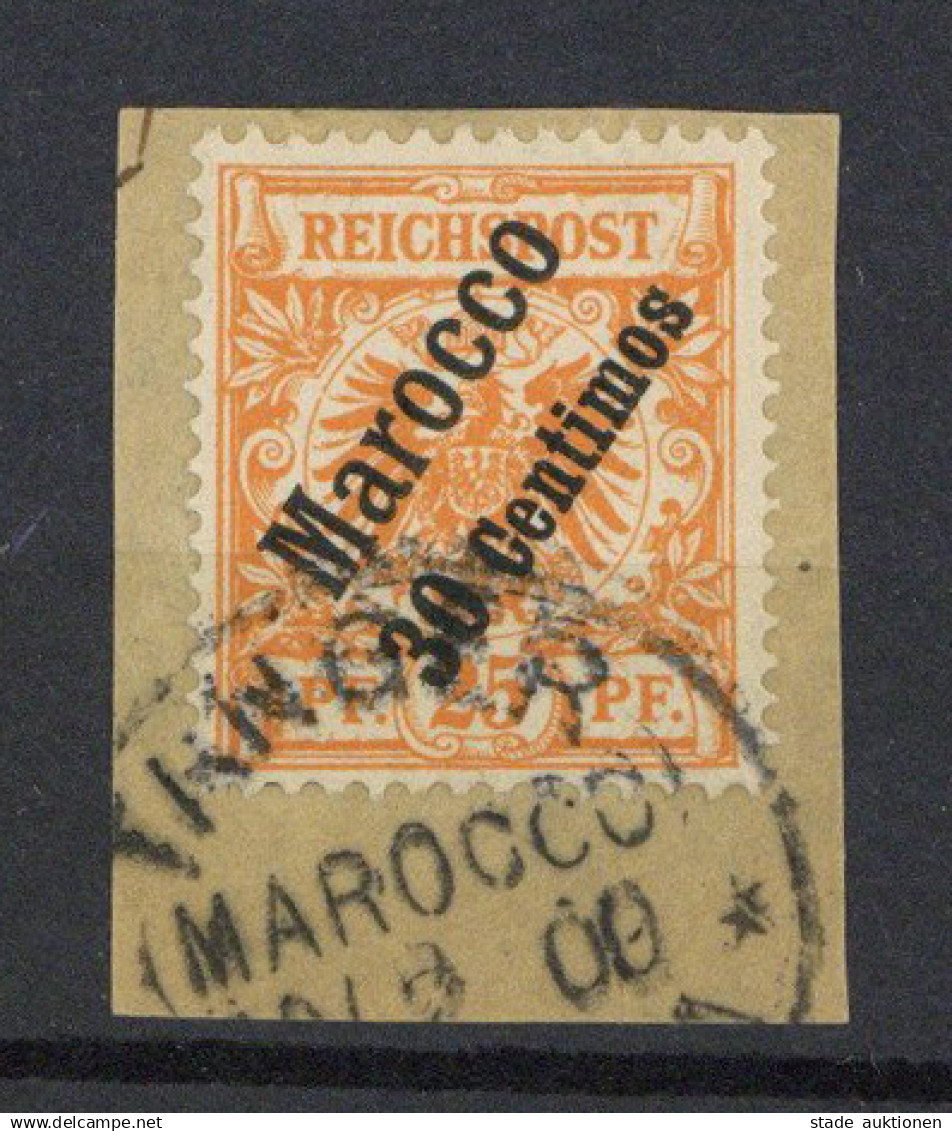 REICHSPOST
Marocco
30 Centimos
PF. 25 PF.
(MAROCCO)
00 *
www.delcampe.net
stade auktionen